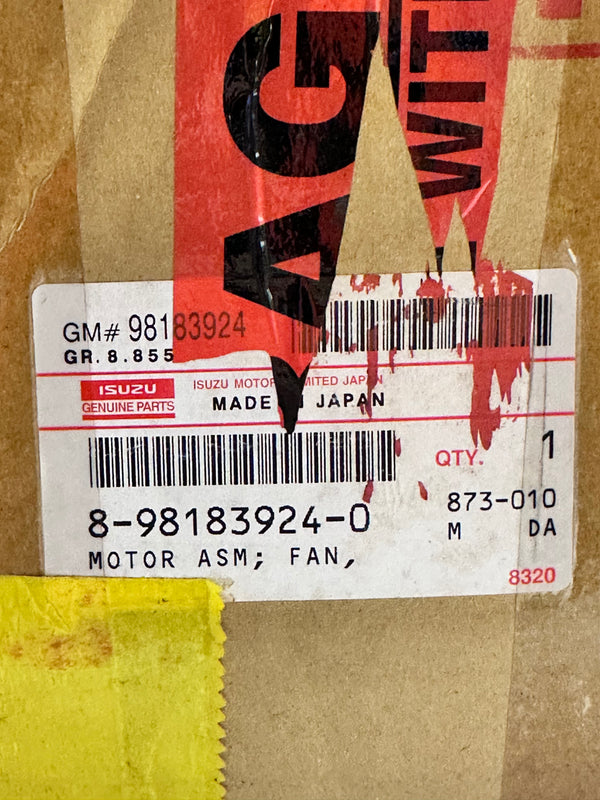 AG
WIT
GM# 98183924
GR. 8.855
ISUZU
GENUINE PARTS
ISUZU MOTOR LIMITED JAPAN
MADE IN JAPAN
QTY. 1
8-98183924-0
873-010
MOTOR ASM; FAN,
M DA
8320